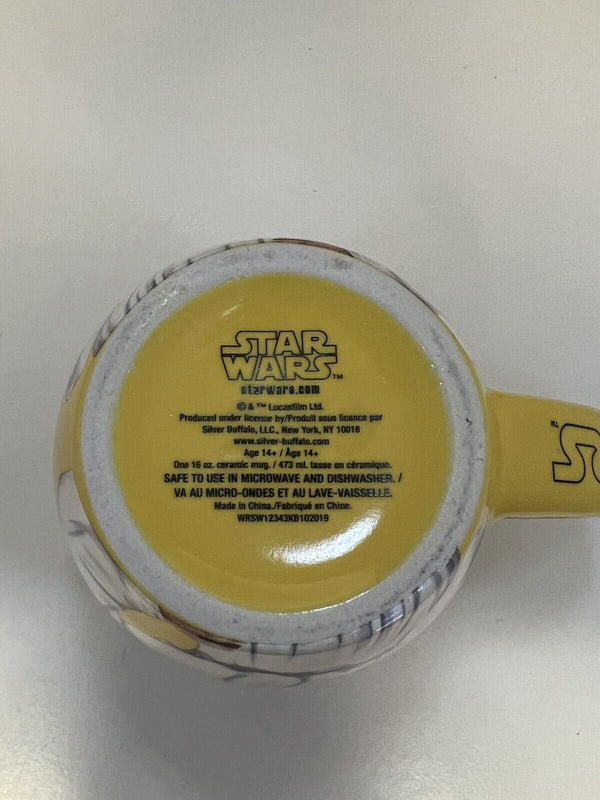 STAR
WARS™
starwars.com
© & ™ Lucasfilm Ltd.
Produced under license by/Produit sous licence par
Silver Buffalo, LLC., New York, NY 10018
www.silver-buffalo.com
Age 14+ / Âge 14+
One 16 oz. ceramic mug. / 473 ml. tasse en céramique.
SAFE TO USE IN MICROWAVE AND DISHWASHER. /
VA AU MICRO-ONDES ET AU LAVE-VAISSELLE.
Made in China./Fabriqué en Chine.
WRSW12343KB102019